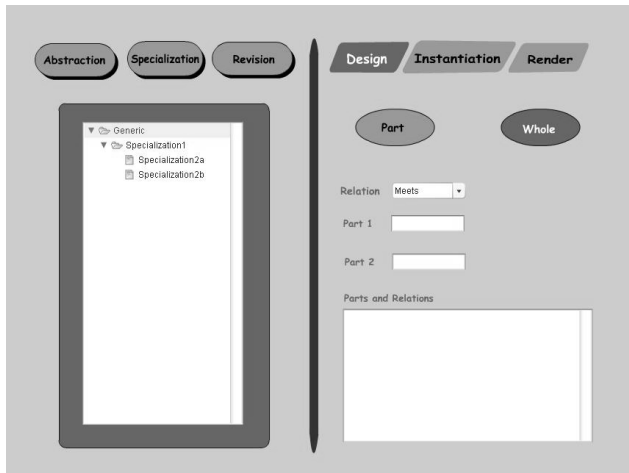 Abstraction Specialization Revision
Design Instantiation Render
Generic
Specialization1
Specialization2a
Specialization2b
Part Whole
Relation Meets
Part 1
Part 2
Parts and Relations